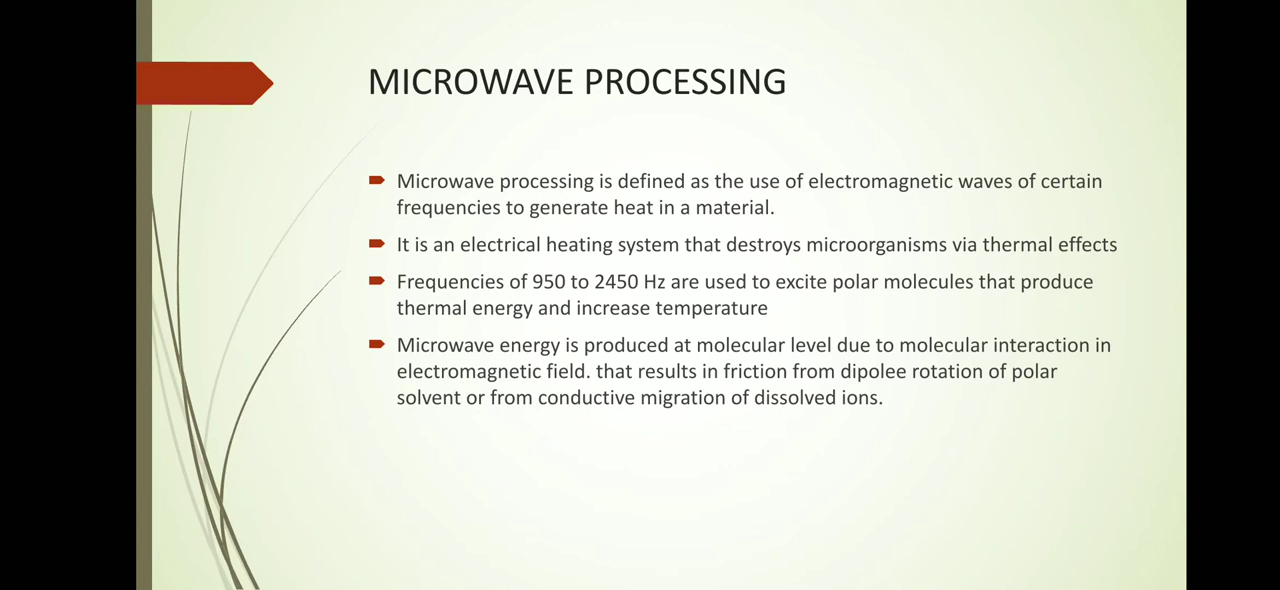 MICROWAVE PROCESSING
Microwave processing is defined as the use of electromagnetic waves of certain
frequencies to generate heat in a material.
It is an electrical heating system that destroys microorganisms via thermal effects
Frequencies of 950 to 2450 Hz are used to excite polar molecules that produce
thermal energy and increase temperature
Microwave energy is produced at molecular level due to molecular interaction in
electromagnetic field. that results in friction from dipolee rotation of polar
solvent or from conductive migration of dissolved ions.